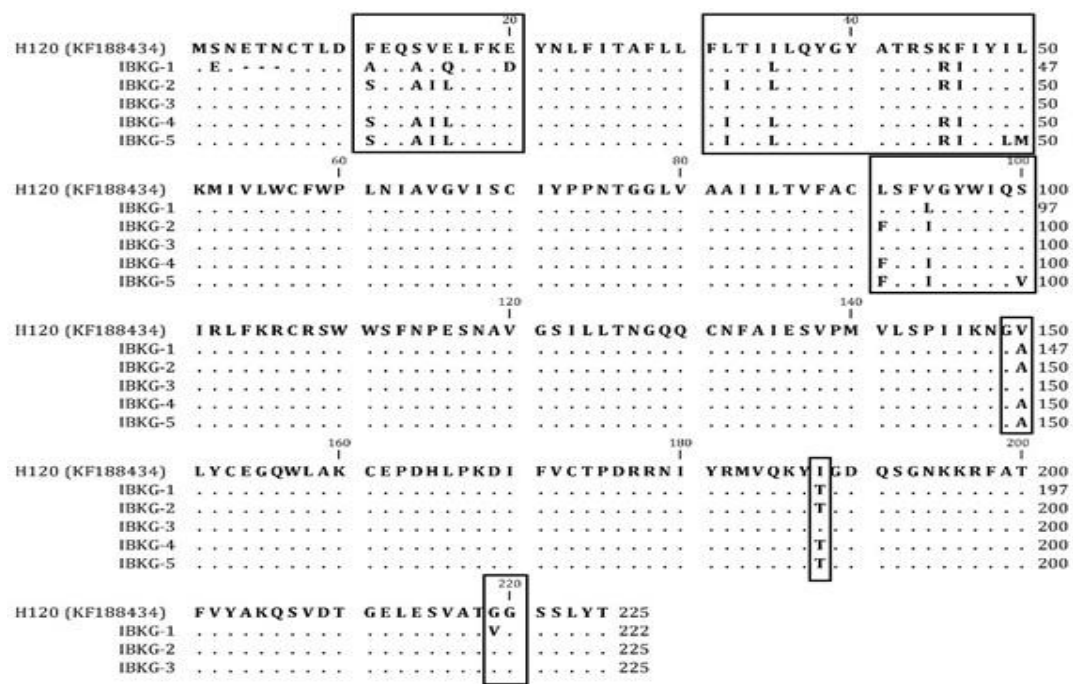 20 40
H120 (KF188434) MSNETNCTLD FEQSVELFKE YNLFITAFLL FLTIILQYGY ATRSKFIYIL 50
IBKG-1 .E.---.... A..A.Q...D .......... ....L..... ....RI.... 47
IBKG-2 .......... S..AIL.... .......... .I..L..... ....RI.... 50
IBKG-3 .......... .......... .......... .......... .......... 50
IBKG-4 .......... S..AIL.... .......... .I..L..... ....RI.... 50
IBKG-5 .......... S..AIL.... .......... .I..L..... ....RI..LM 50
60 80 100
H120 (KF188434) KMIVLWCFWP LNIAVGVISC IYPPNTGGLV AAIILTVFAC LSFVGYWIQS 100
IBKG-1 .......... .......... .......... .......... ...L...... 97
IBKG-2 .......... .......... .......... .......... F..I...... 100
IBKG-3 .......... .......... .......... .......... .......... 100
IBKG-4 .......... .......... .......... .......... F..I...... 100
IBKG-5 .......... .......... .......... .......... F..I.....V 100
120 140
H120 (KF188434) IRLFKRCRSW WSFNPESNAV GSILLTNGQQ CNFAIESVPM VLSPIIKNGV 150
IBKG-1 .......... .......... .......... .......... .........A 147
IBKG-2 .......... .......... .......... .......... .........A 150
IBKG-3 .......... .......... .......... .......... .......... 150
IBKG-4 .......... .......... .......... .......... .........A 150
IBKG-5 .......... .......... .......... .......... .........A 150
160 180 200
H120 (KF188434) LYCEGQWLAK CEPDHLPKDI FVCTPDRRNI YRMVQKYIGD QSGNKKRFAT 200
IBKG-1 .......... .......... .......... .......T.. .......... 197
IBKG-2 .......... .......... .......... .......T.. .......... 200
IBKG-3 .......... .......... .......... .......... .......... 200
IBKG-4 .......... .......... .......... .......T.. .......... 200
IBKG-5 .......... .......... .......... .......T.. .......... 200
220
H120 (KF188434) FVYAKQSVDT GELESVATGG SSLYT 225
IBKG-1 .......... ........V. ..... 222
IBKG-2 .......... .......... ..... 225
IBKG-3 .......... .......... ..... 225